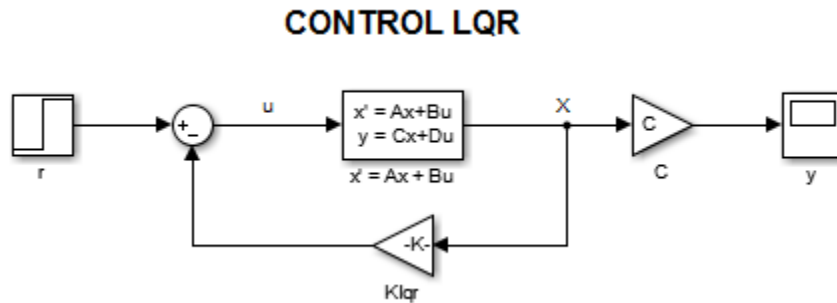 CONTROL LQR
r
+
_
u
x' = Ax+Bu
y = Cx+Du
x' = Ax + Bu
X
C
C
y
-K-
Klqr